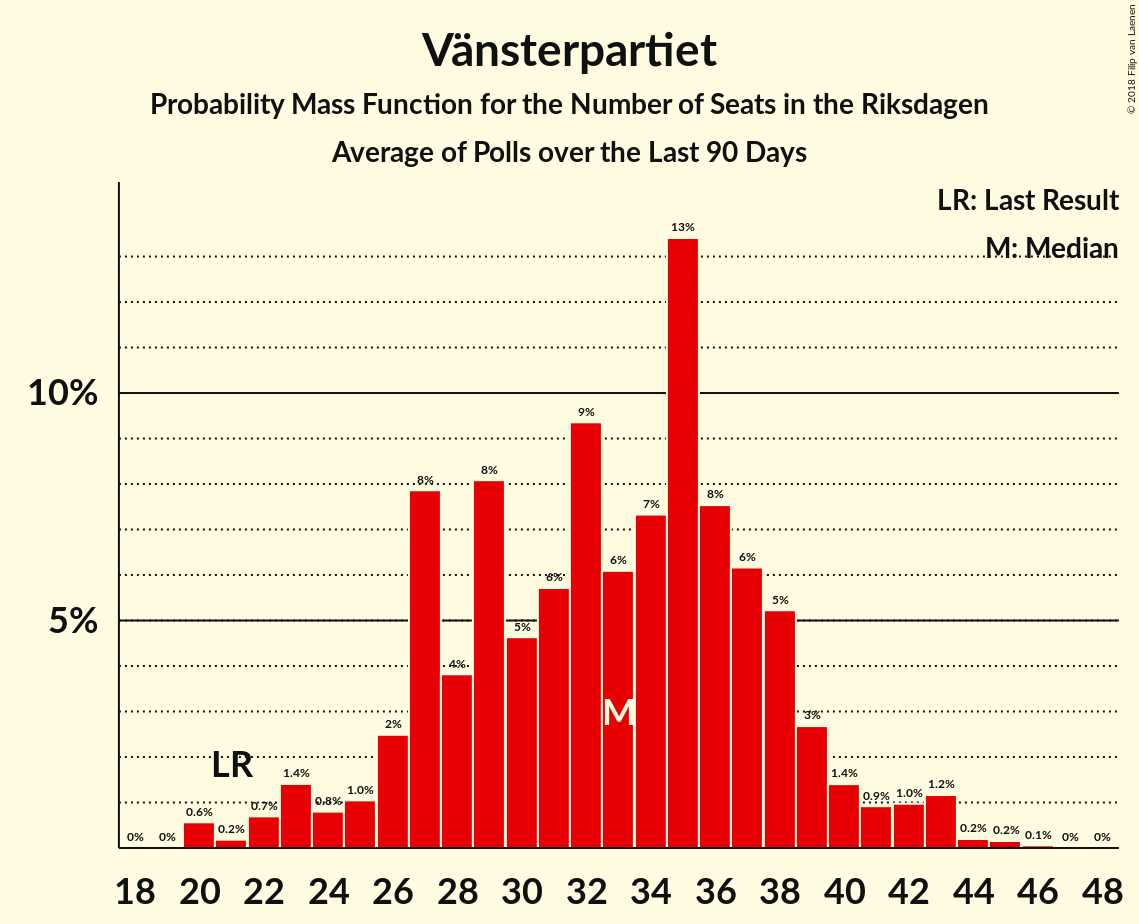 Vänsterpartiet
Probability Mass Function for the Number of Seats in the Riksdagen
Average of Polls over the Last 90 Days
© 2018 Filip van Laenen
LR: Last Result
M: Median
10%
5%
0% 0% 0.6% 0.2% 0.7% 1.4% 0.8% 1.0% 2% 8% 4% 8% 5% 6% 9% 6% 7% 13% 8% 6% 5% 3% 1.4% 0.9% 1.0% 1.2% 0.2% 0.2% 0.1% 0% 0%
LR
M
18 20 22 24 26 28 30 32 34 36 38 40 42 44 46 48